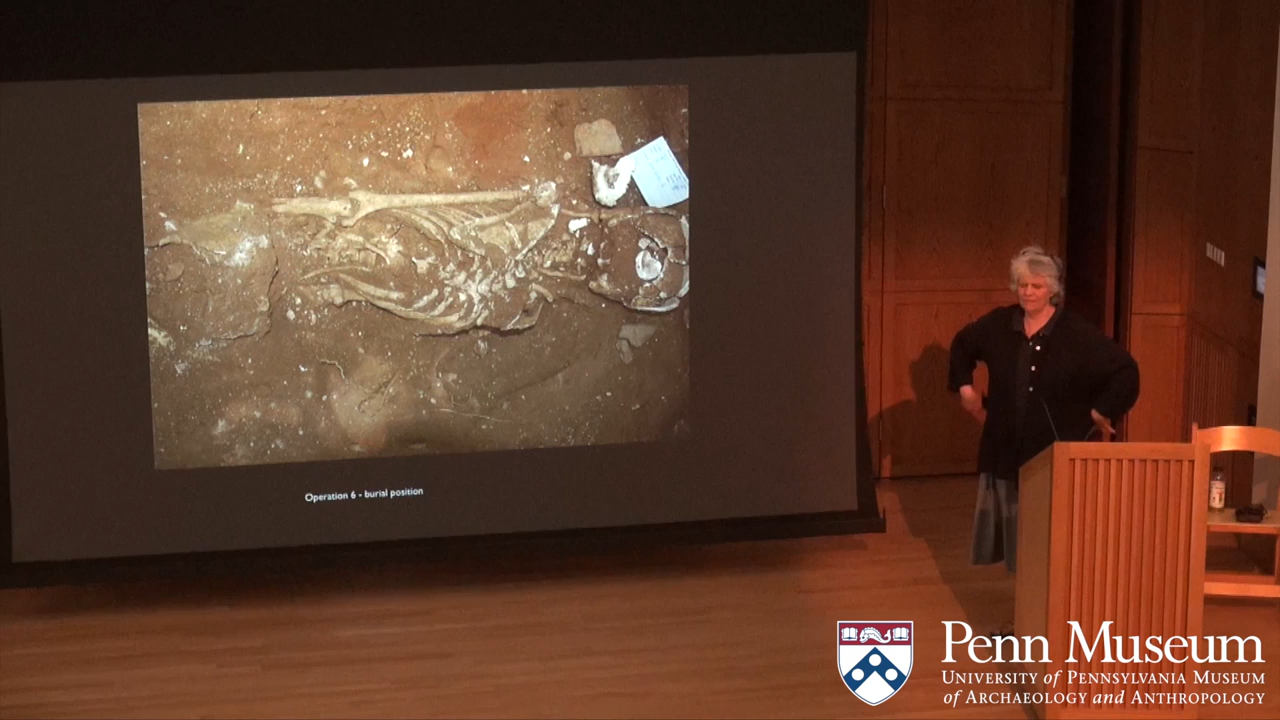 Operation 6 - burial position
Penn Museum
University of Pennsylvania Museum
of Archaeology and Anthropology